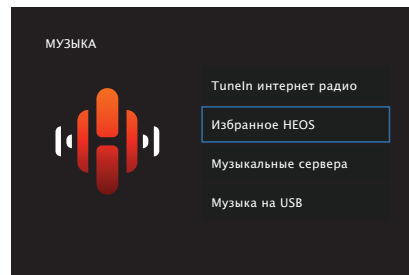 МУЗЫКА
TuneIn интернет радио
Избранное HEOS
Музыкальные сервера
Музыка на USB